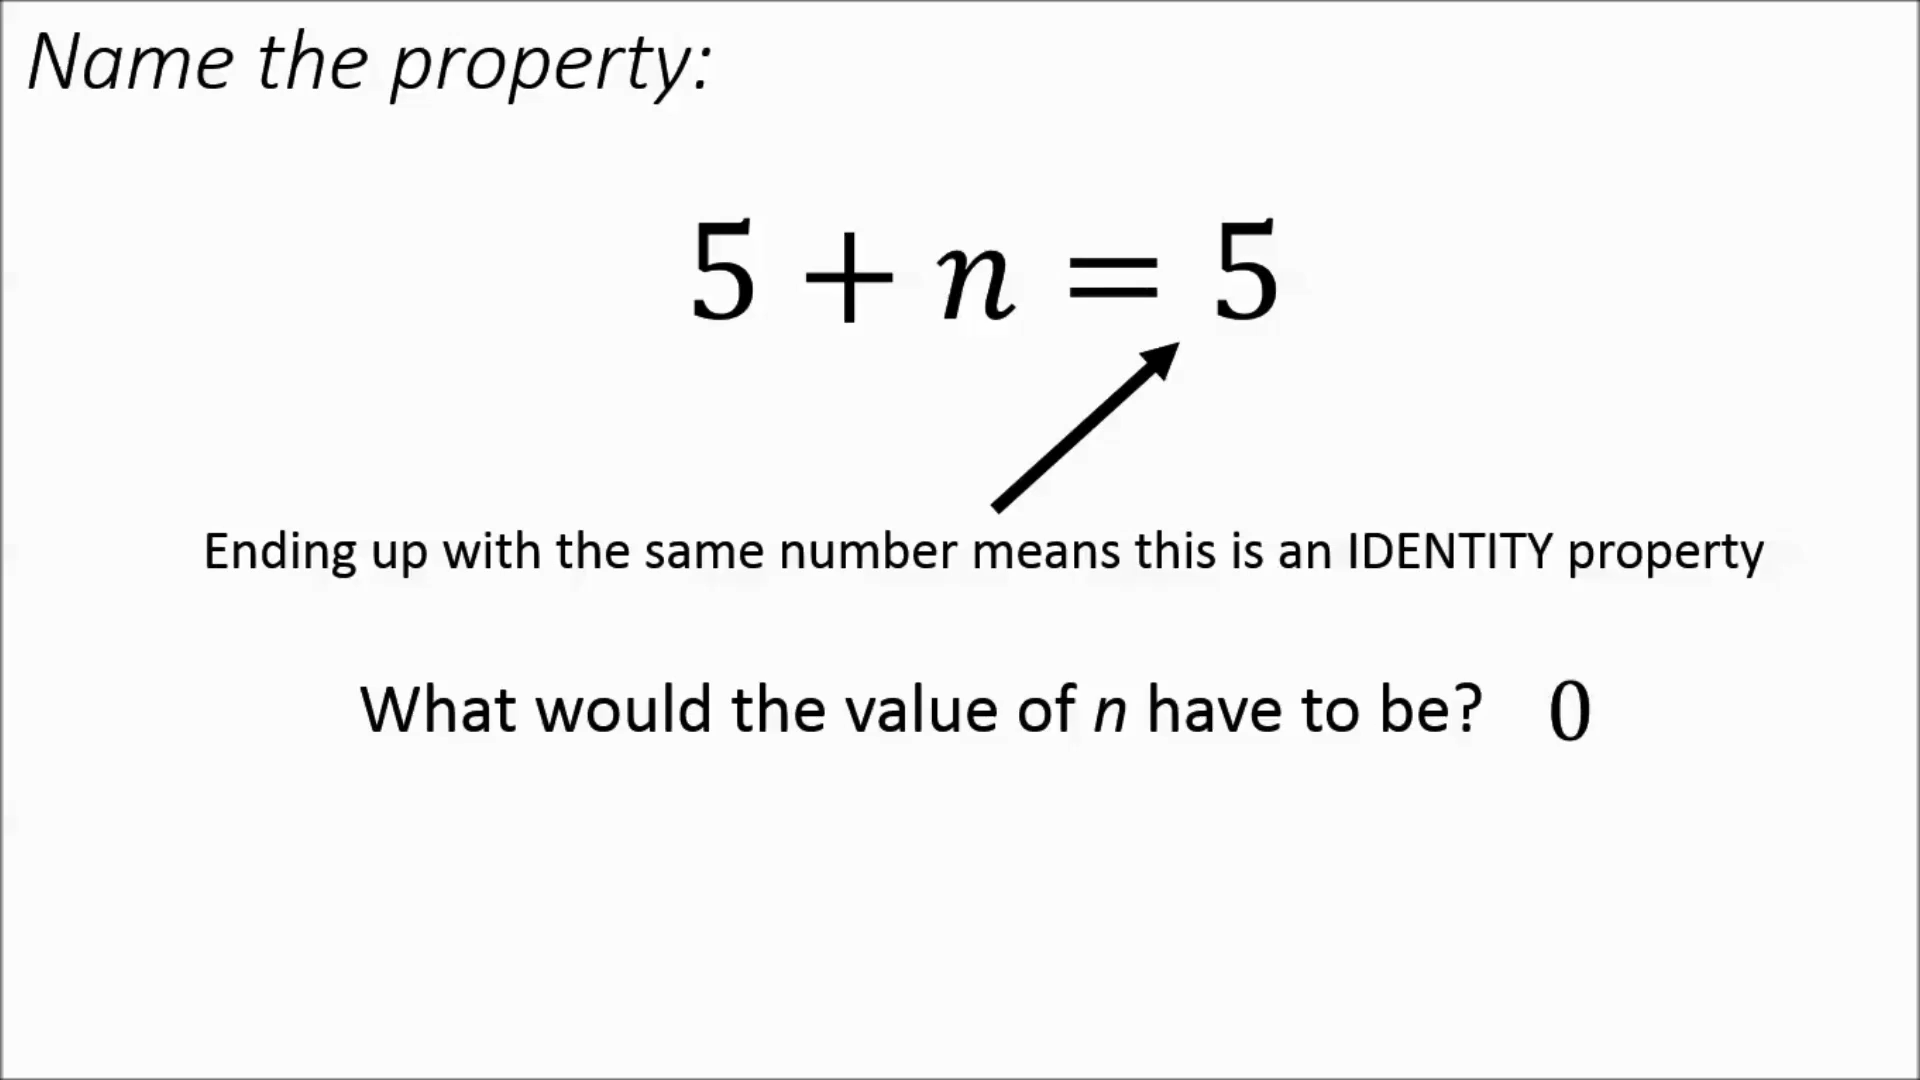 Name the property:
5 + n = 5
Ending up with the same number means this is an IDENTITY property
What would the value of n have to be? 0